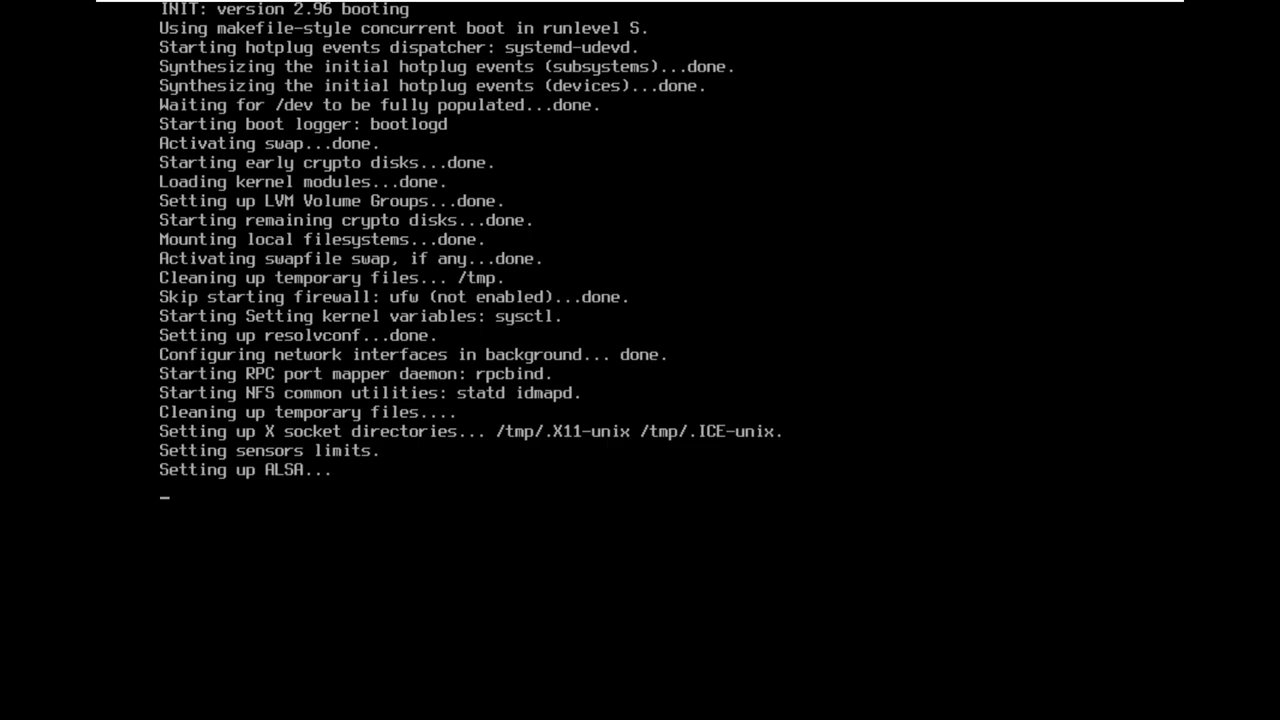 INIT: version 2.96 booting
Using makefile-style concurrent boot in runlevel S.
Starting hotplug events dispatcher: systemd-udevd.
Synthesizing the initial hotplug events (subsystems)...done.
Synthesizing the initial hotplug events (devices)...done.
Waiting for /dev to be fully populated...done.
Starting boot logger: bootlogd
Activating swap...done.
Starting early crypto disks...done.
Loading kernel modules...done.
Setting up LVM Volume Groups...done.
Starting remaining crypto disks...done.
Mounting local filesystems...done.
Activating swapfile swap, if any...done.
Cleaning up temporary files... /tmp.
Skip starting firewall: ufw (not enabled)...done.
Starting Setting kernel variables: sysctl.
Setting up resolvconf...done.
Configuring network interfaces in background... done.
Starting RPC port mapper daemon: rpcbind.
Starting NFS common utilities: statd idmapd.
Cleaning up temporary files....
Setting up X socket directories... /tmp/.X11-unix /tmp/.ICE-unix.
Setting sensors limits.
Setting up ALSA...
_